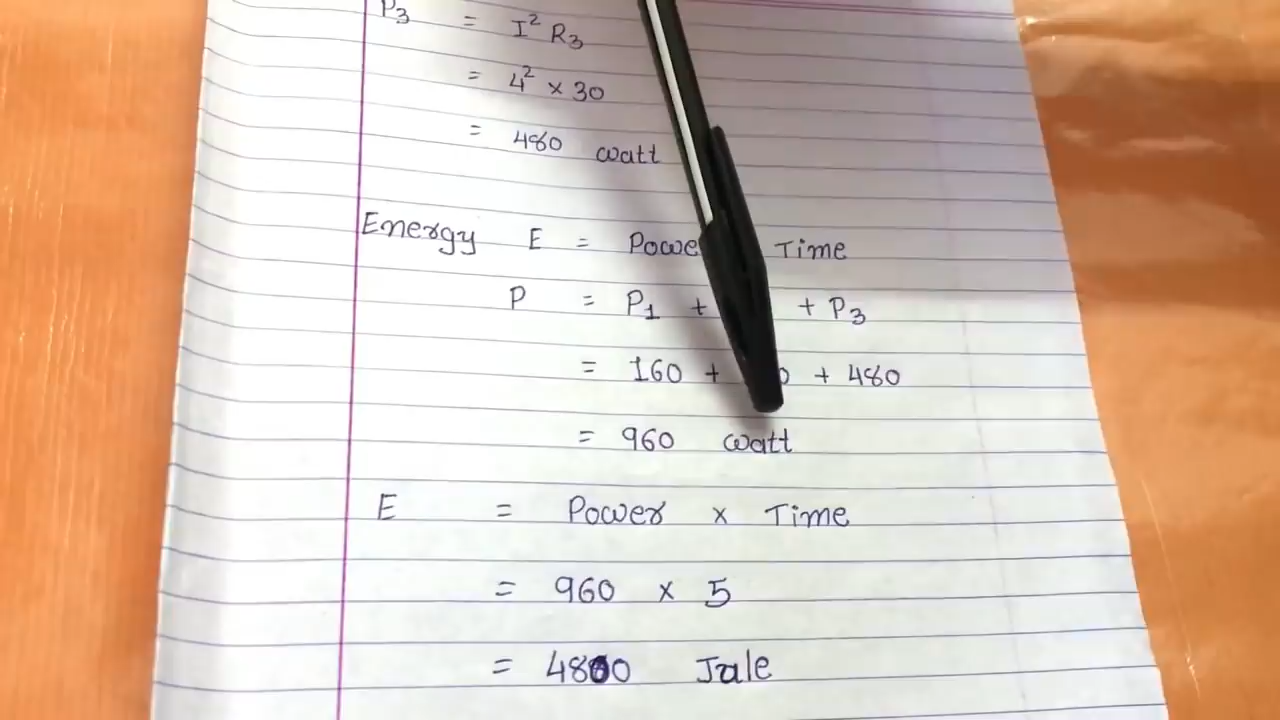 P3 = I² R3
= 4² × 30
= 480 watt
Energy E = Powe Time
P = P1 + + P3
= 160 + 0 + 480
= 960 watt
E = Power × Time
= 960 × 5
= 4800 Jale